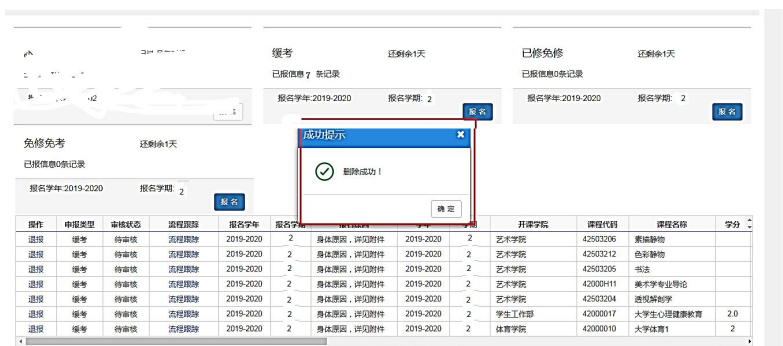 缓考 还剩余1天
已报信息 7 条记录
报名学年:2019-2020 报名学期: 2
报名
已修免修 还剩余1天
已报信息0条记录
报名学年:2019-2020 报名学期: 2
报名
免修免考 还剩余1天
已报信息0条记录
报名学年:2019-2020 报名学期: 2
报名
成功提示
删除成功！
确定
操作 申报类型 审核状态 流程跟踪 报名学年 报名学期 开课学院 课程代码 课程名称 学分
退报 缓考 待审核 流程跟踪 2019-2020 2 身体原因，详见附件 2019-2020 2 艺术学院 42503206 素描静物
退报 缓考 待审核 流程跟踪 2019-2020 2 身体原因，详见附件 2019-2020 2 艺术学院 42503212 色彩静物
退报 缓考 待审核 流程跟踪 2019-2020 2 身体原因，详见附件 2019-2020 2 艺术学院 42503205 书法
退报 缓考 待审核 流程跟踪 2019-2020 2 身体原因，详见附件 2019-2020 2 艺术学院 42000H11 美术学专业导论
退报 缓考 待审核 流程跟踪 2019-2020 2 身体原因，详见附件 2019-2020 2 艺术学院 42503204 透视解剖学
退报 缓考 待审核 流程跟踪 2019-2020 2 身体原因，详见附件 2019-2020 2 学生工作部 42000017 大学生心理健康教育 2.0
退报 缓考 待审核 流程跟踪 2019-2020 2 身体原因，详见附件 2019-2020 2 体育学院 42000010 大学体育1 2